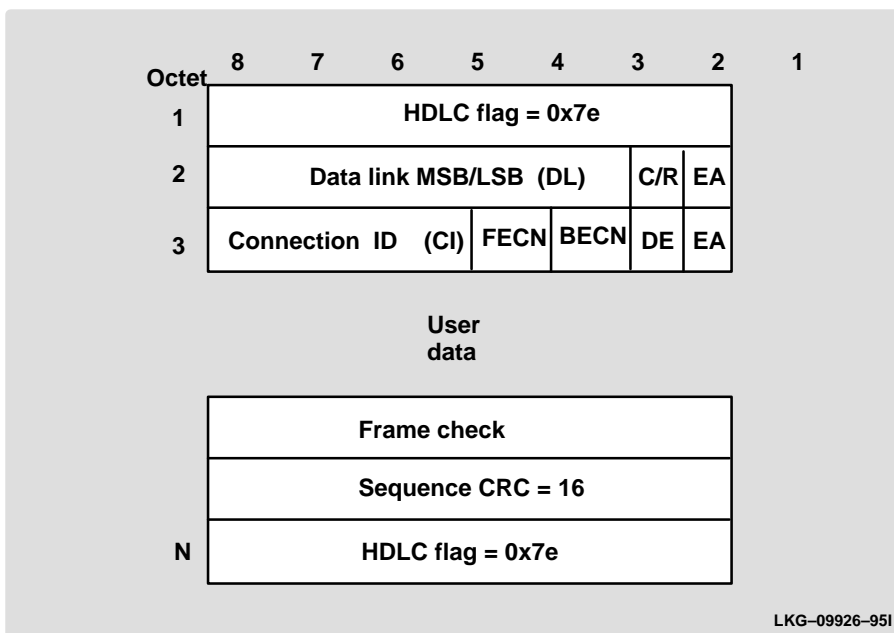 8 7 6 5 4 3 2 1
Octet
1 HDLC flag = 0x7e
2 Data link MSB/LSB (DL) C/R EA
3 Connection ID (CI) FECN BECN DE EA
User
data
Frame check
Sequence CRC = 16
N HDLC flag = 0x7e
LKG–09926–95I